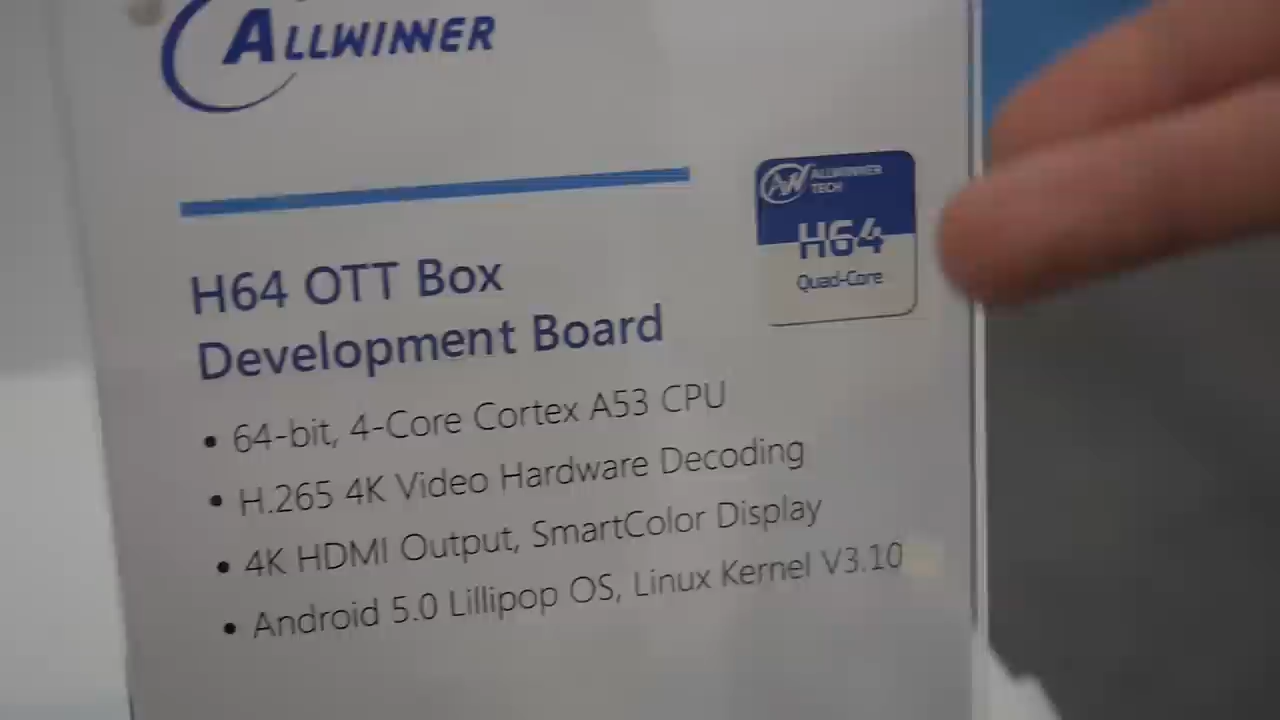 ALLWINNER
AW ALLWINNER
TECH
H64
Quad-Core
H64 OTT Box
Development Board
• 64-bit, 4-Core Cortex A53 CPU
• H.265 4K Video Hardware Decoding
• 4K HDMI Output, SmartColor Display
• Android 5.0 Lillipop OS, Linux Kernel V3.10